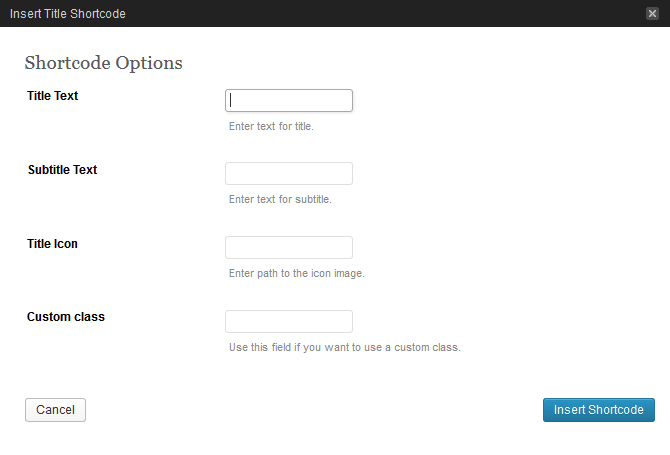 Insert Title Shortcode
Shortcode Options
Title Text
Enter text for title.
Subtitle Text
Enter text for subtitle.
Title Icon
Enter path to the icon image.
Custom class
Use this field if you want to use a custom class.
Cancel
Insert Shortcode